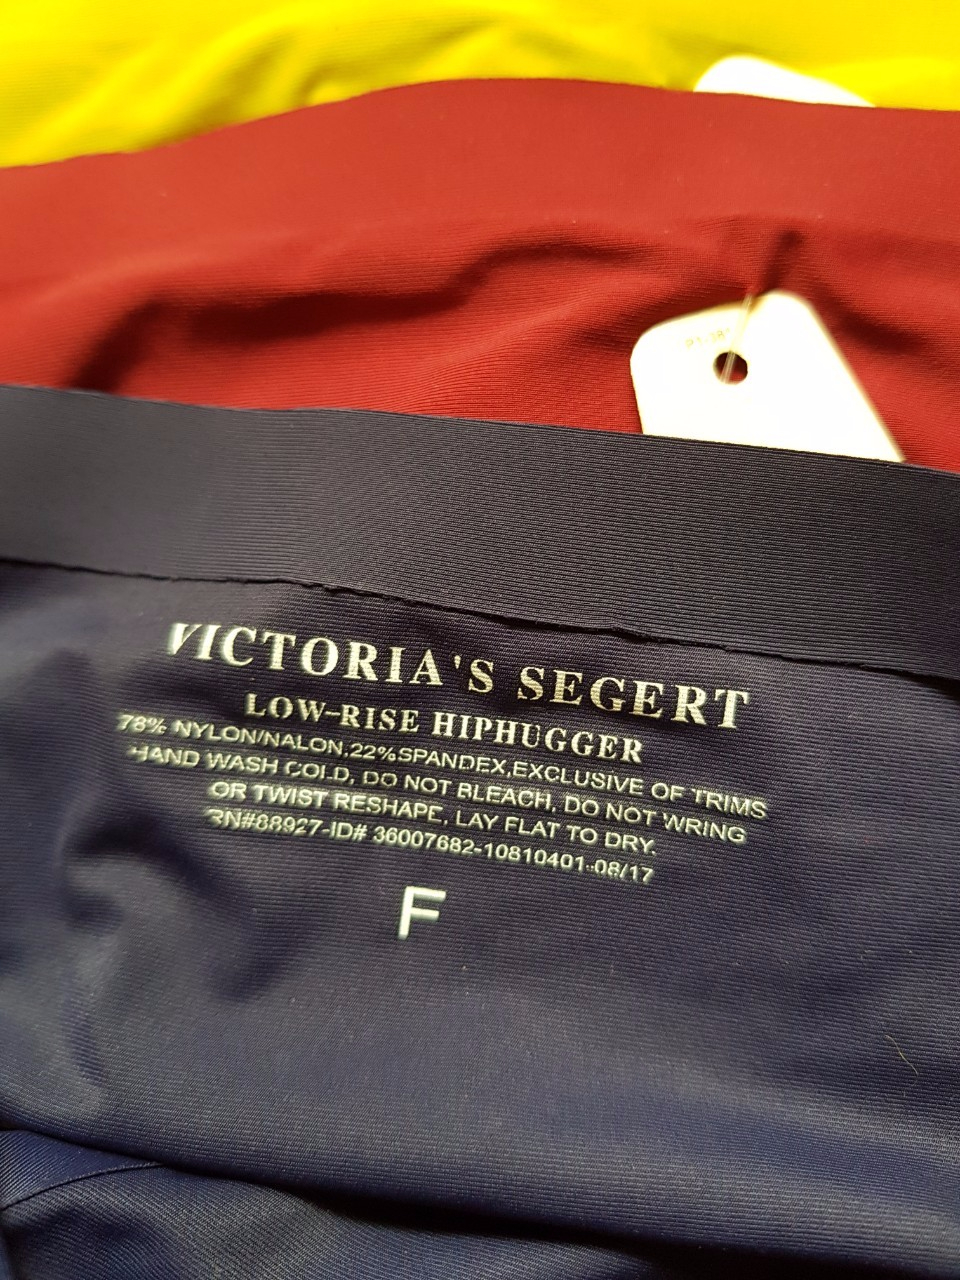 VICTORIA'S SEGERT
LOW-RISE HIPHUGGER
78% NYLON/NALON,22%SPANDEX,EXCLUSIVE OF TRIMS
HAND WASH COLD, DO NOT BLEACH, DO NOT WRING
OR TWIST RESHAPE, LAY FLAT TO DRY.
RN#88927-ID# 36007682-10810401-08/17
F